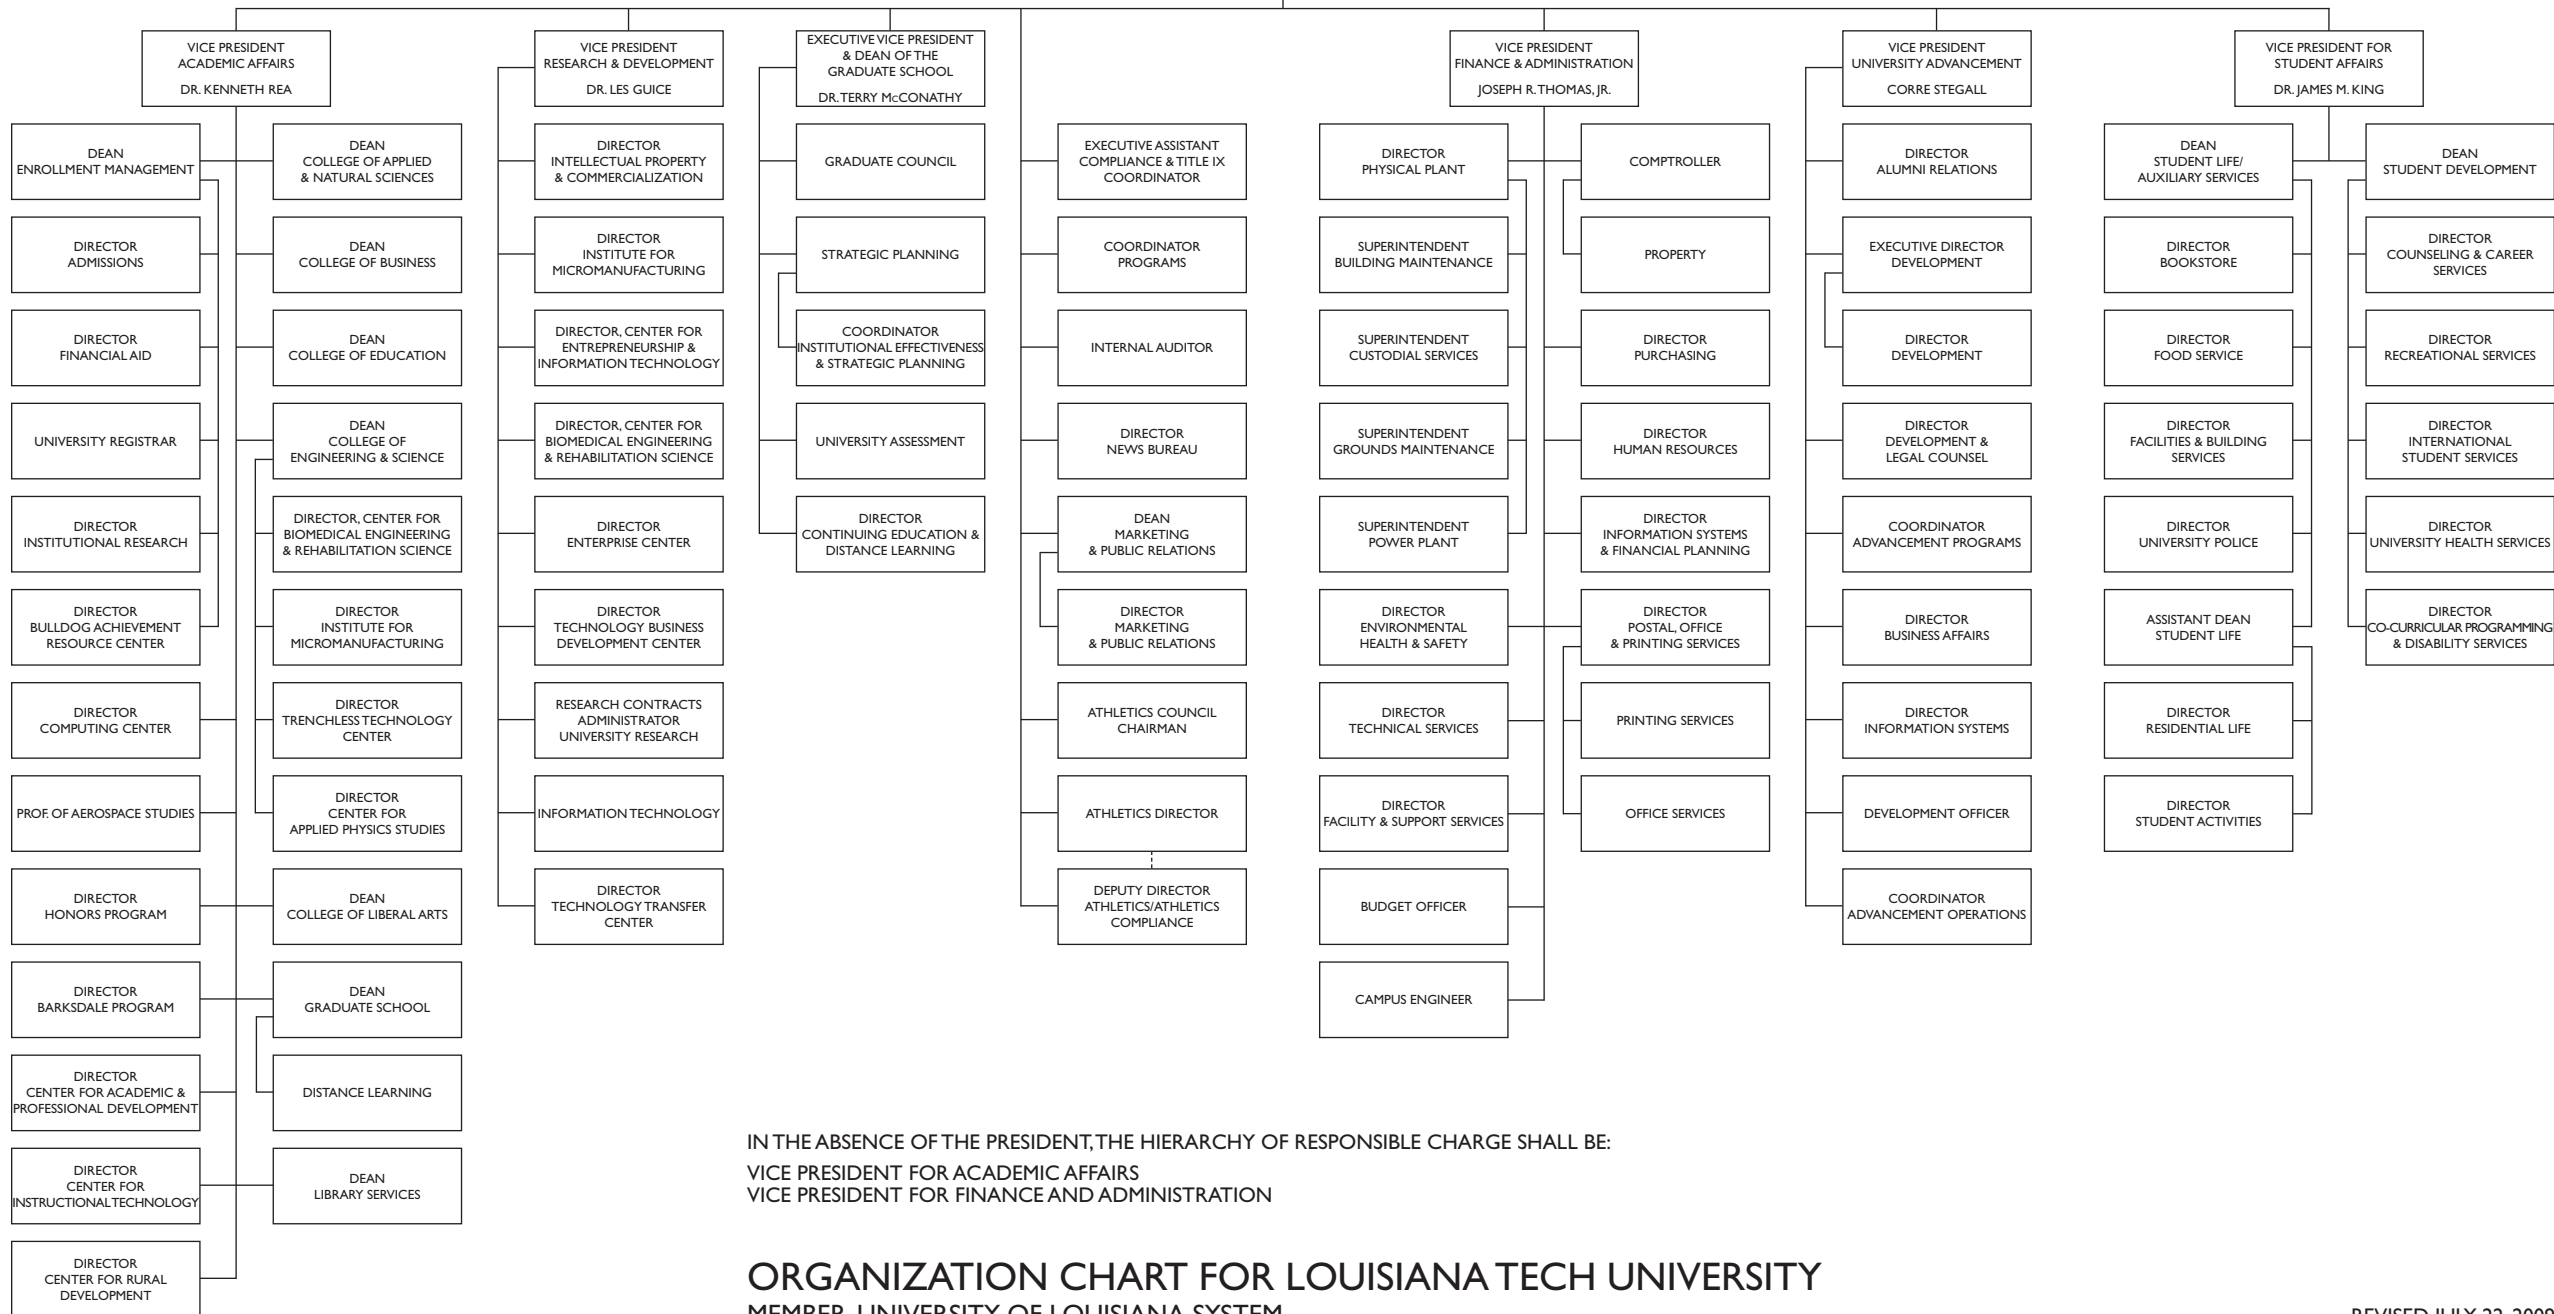 VICE PRESIDENT
ACADEMIC AFFAIRS
DR. KENNETH REA
VICE PRESIDENT
RESEARCH & DEVELOPMENT
DR. LES GUICE
EXECUTIVE VICE PRESIDENT
& DEAN OF THE
GRADUATE SCHOOL
DR. TERRY McCONATHY
VICE PRESIDENT
FINANCE & ADMINISTRATION
JOSEPH R. THOMAS, JR.
VICE PRESIDENT
UNIVERSITY ADVANCEMENT
CORRE STEGALL
VICE PRESIDENT FOR
STUDENT AFFAIRS
DR. JAMES M. KING
DEAN
ENROLLMENT MANAGEMENT
DIRECTOR
ADMISSIONS
DIRECTOR
FINANCIAL AID
UNIVERSITY REGISTRAR
DIRECTOR
INSTITUTIONAL RESEARCH
DIRECTOR
BULLDOG ACHIEVEMENT
RESOURCE CENTER
DIRECTOR
COMPUTING CENTER
PROF. OF AEROSPACE STUDIES
DIRECTOR
HONORS PROGRAM
DIRECTOR
BARKSDALE PROGRAM
DIRECTOR
CENTER FOR ACADEMIC &
PROFESSIONAL DEVELOPMENT
DIRECTOR
CENTER FOR
INSTRUCTIONAL TECHNOLOGY
DIRECTOR
CENTER FOR RURAL
DEVELOPMENT
DEAN
COLLEGE OF APPLIED
& NATURAL SCIENCES
DEAN
COLLEGE OF BUSINESS
DEAN
COLLEGE OF EDUCATION
DEAN
COLLEGE OF
ENGINEERING & SCIENCE
DIRECTOR, CENTER FOR
BIOMEDICAL ENGINEERING
& REHABILITATION SCIENCE
DIRECTOR
INSTITUTE FOR
MICROMANUFACTURING
DIRECTOR
TRENCHLESS TECHNOLOGY
CENTER
DIRECTOR
CENTER FOR
APPLIED PHYSICS STUDIES
DEAN
COLLEGE OF LIBERAL ARTS
DEAN
GRADUATE SCHOOL
DISTANCE LEARNING
DEAN
LIBRARY SERVICES
DIRECTOR
INTELLECTUAL PROPERTY
& COMMERCIALIZATION
DIRECTOR
INSTITUTE FOR
MICROMANUFACTURING
DIRECTOR, CENTER FOR
ENTREPRENEURSHIP &
INFORMATION TECHNOLOGY
DIRECTOR, CENTER FOR
BIOMEDICAL ENGINEERING
& REHABILITATION SCIENCE
DIRECTOR
ENTERPRISE CENTER
DIRECTOR
TECHNOLOGY BUSINESS
DEVELOPMENT CENTER
RESEARCH CONTRACTS
ADMINISTRATOR
UNIVERSITY RESEARCH
INFORMATION TECHNOLOGY
DIRECTOR
TECHNOLOGY TRANSFER
CENTER
GRADUATE COUNCIL
STRATEGIC PLANNING
COORDINATOR
INSTITUTIONAL EFFECTIVENESS
& STRATEGIC PLANNING
UNIVERSITY ASSESSMENT
DIRECTOR
CONTINUING EDUCATION &
DISTANCE LEARNING
EXECUTIVE ASSISTANT
COMPLIANCE & TITLE IX
COORDINATOR
COORDINATOR
PROGRAMS
INTERNAL AUDITOR
DIRECTOR
NEWS BUREAU
DEAN
MARKETING
& PUBLIC RELATIONS
DIRECTOR
MARKETING
& PUBLIC RELATIONS
ATHLETICS COUNCIL
CHAIRMAN
ATHLETICS DIRECTOR
DEPUTY DIRECTOR
ATHLETICS/ATHLETICS
COMPLIANCE
DIRECTOR
PHYSICAL PLANT
SUPERINTENDENT
BUILDING MAINTENANCE
SUPERINTENDENT
CUSTODIAL SERVICES
SUPERINTENDENT
GROUNDS MAINTENANCE
SUPERINTENDENT
POWER PLANT
DIRECTOR
ENVIRONMENTAL
HEALTH & SAFETY
DIRECTOR
TECHNICAL SERVICES
DIRECTOR
FACILITY & SUPPORT SERVICES
BUDGET OFFICER
CAMPUS ENGINEER
COMPTROLLER
PROPERTY
DIRECTOR
PURCHASING
DIRECTOR
HUMAN RESOURCES
DIRECTOR
INFORMATION SYSTEMS
& FINANCIAL PLANNING
DIRECTOR
POSTAL, OFFICE
& PRINTING SERVICES
PRINTING SERVICES
OFFICE SERVICES
DIRECTOR
ALUMNI RELATIONS
EXECUTIVE DIRECTOR
DEVELOPMENT
DIRECTOR
DEVELOPMENT
DIRECTOR
DEVELOPMENT &
LEGAL COUNSEL
COORDINATOR
ADVANCEMENT PROGRAMS
DIRECTOR
BUSINESS AFFAIRS
DIRECTOR
INFORMATION SYSTEMS
DEVELOPMENT OFFICER
COORDINATOR
ADVANCEMENT OPERATIONS
DEAN
STUDENT LIFE/
AUXILIARY SERVICES
DIRECTOR
BOOKSTORE
DIRECTOR
FOOD SERVICE
DIRECTOR
FACILITIES & BUILDING
SERVICES
DIRECTOR
UNIVERSITY POLICE
ASSISTANT DEAN
STUDENT LIFE
DIRECTOR
RESIDENTIAL LIFE
DIRECTOR
STUDENT ACTIVITIES
DEAN
STUDENT DEVELOPMENT
DIRECTOR
COUNSELING & CAREER
SERVICES
DIRECTOR
RECREATIONAL SERVICES
DIRECTOR
INTERNATIONAL
STUDENT SERVICES
DIRECTOR
UNIVERSITY HEALTH SERVICES
DIRECTOR
CO-CURRICULAR PROGRAMMING
& DISABILITY SERVICES
IN THE ABSENCE OF THE PRESIDENT, THE HIERARCHY OF RESPONSIBLE CHARGE SHALL BE:
VICE PRESIDENT FOR ACADEMIC AFFAIRS
VICE PRESIDENT FOR FINANCE AND ADMINISTRATION
ORGANIZATION CHART FOR LOUISIANA TECH UNIVERSITY
MEMBER, UNIVERSITY OF LOUISIANA SYSTEM
REVISED JULY 22, 2009